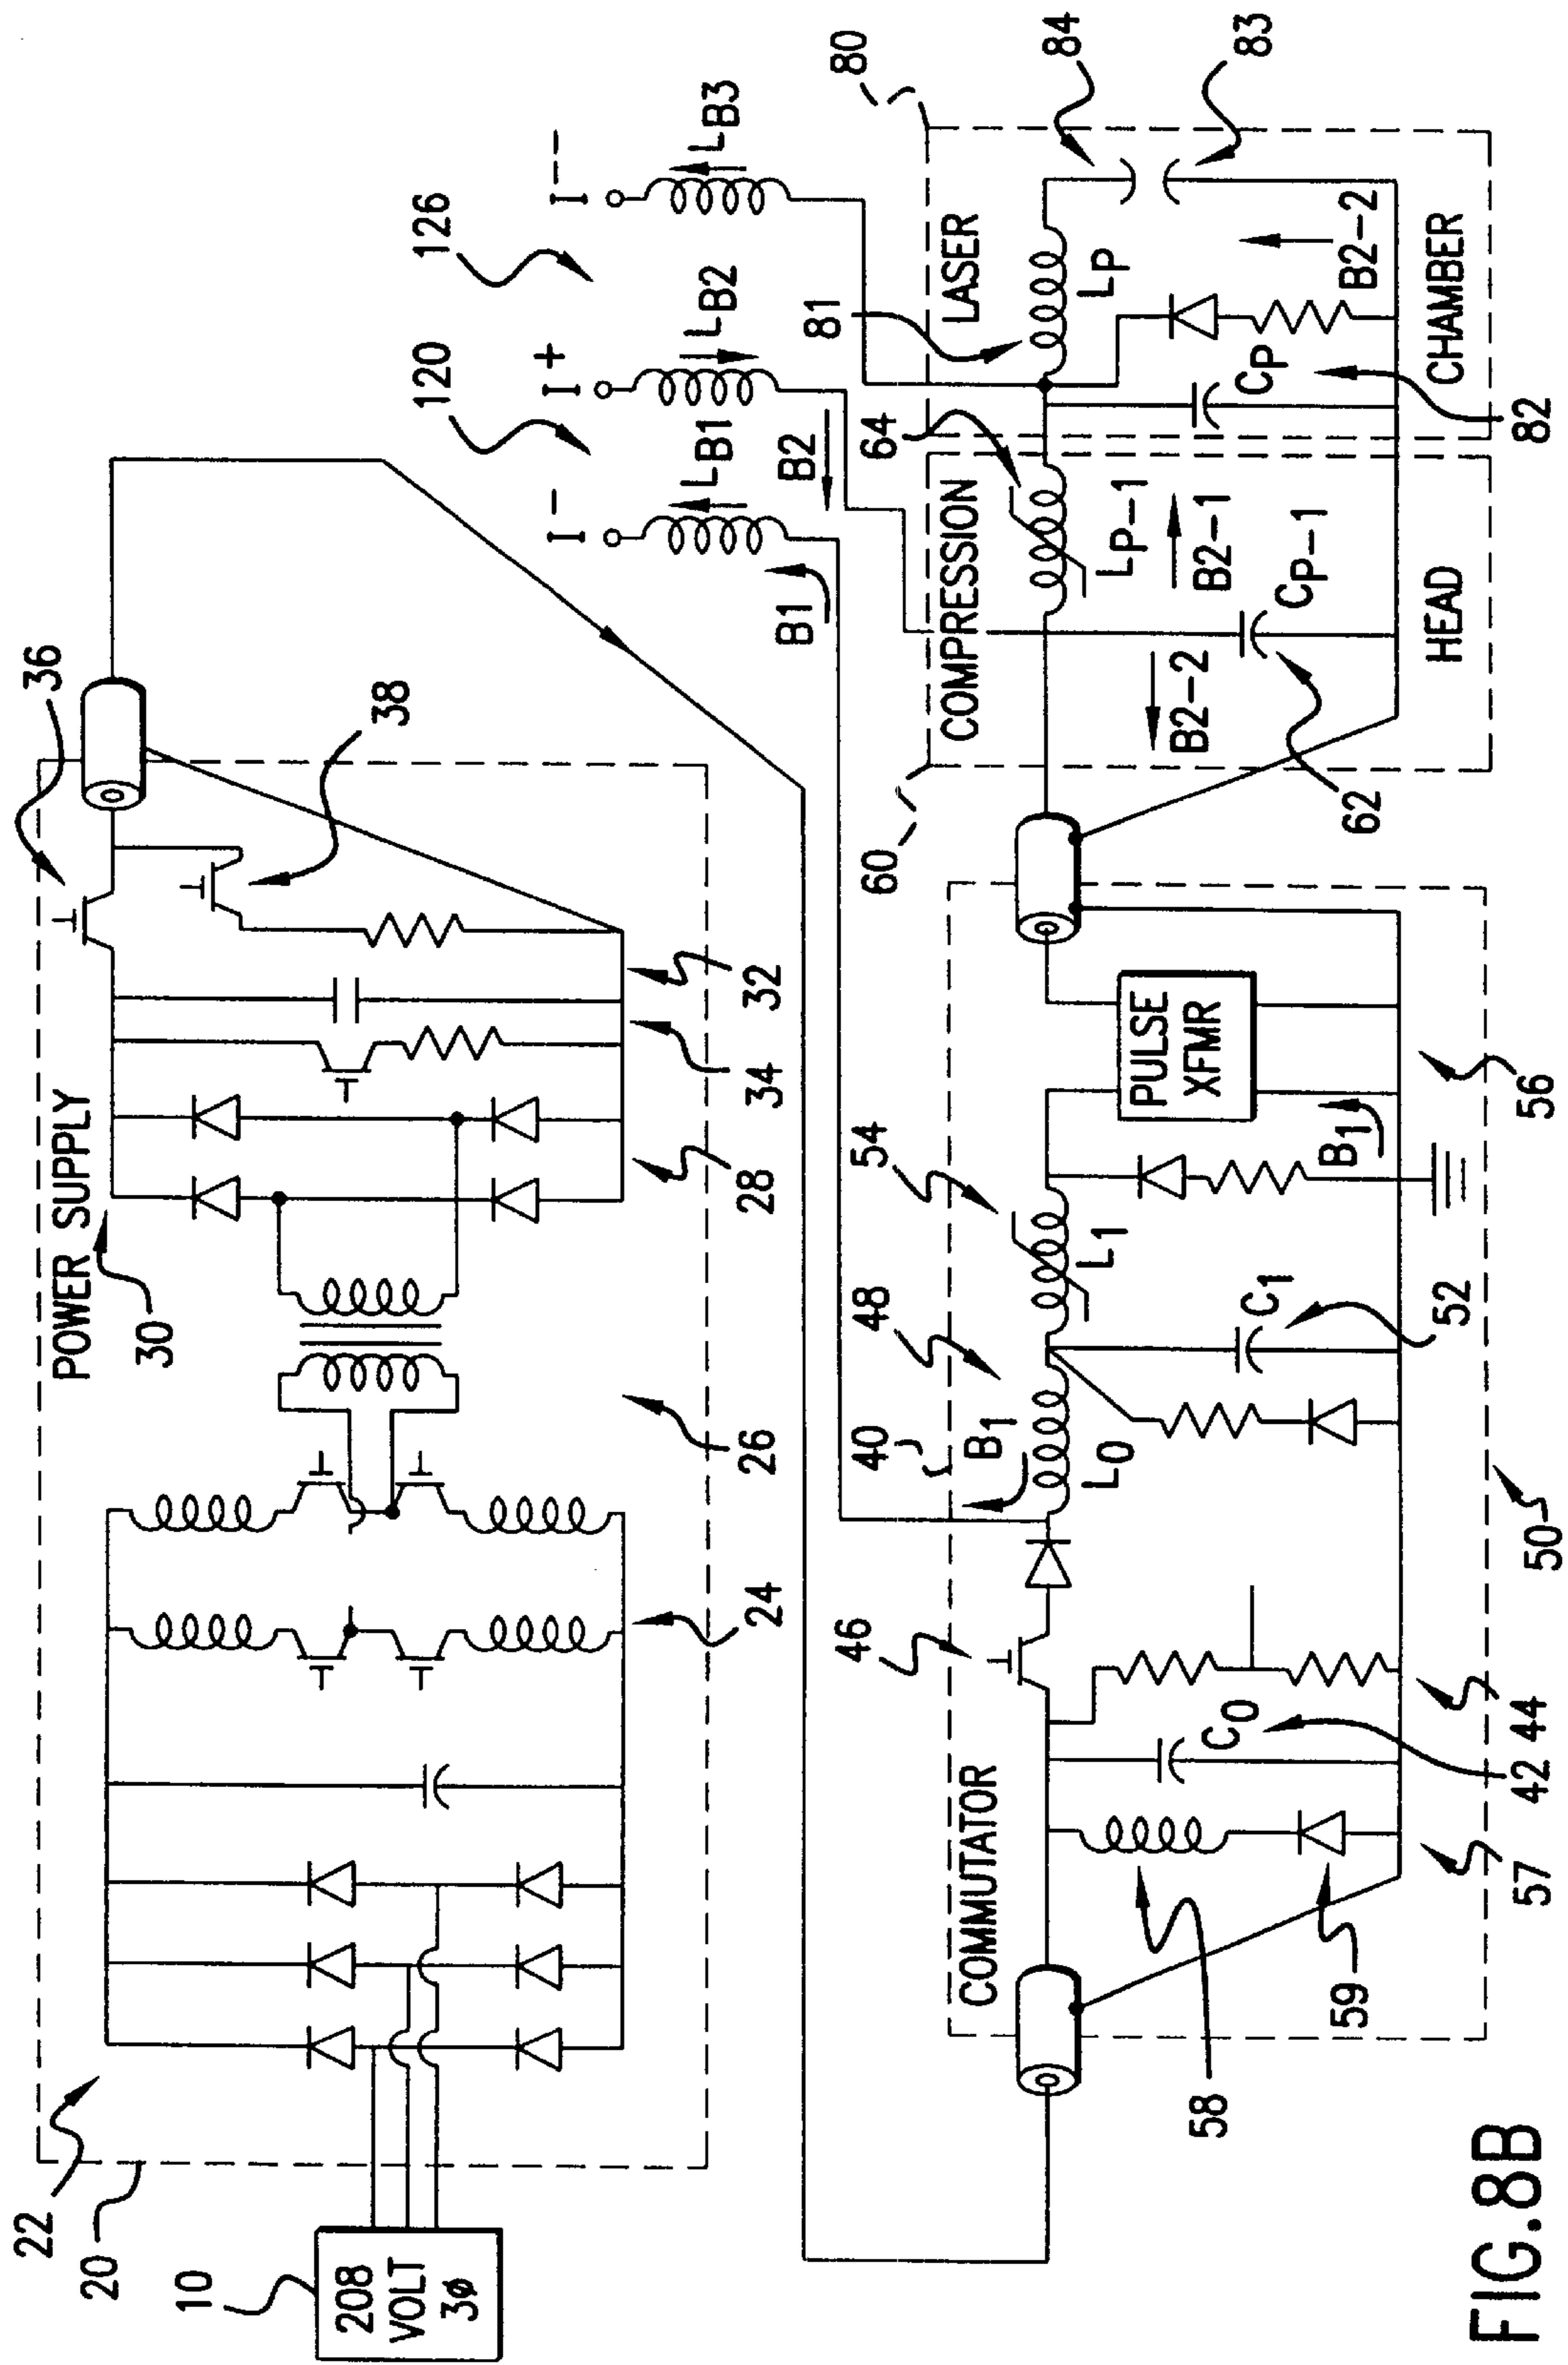 POWER SUPPLY
22
20
10
208
VOLT
3ø
30
36
38
24
26
28
34
32
120
126
I-
I+
I--
LB1
LB2
LB3
B1
B2
COMMUTATOR
46
40
B1
48
54
60
L0
L1
C0
C1
PULSE
XFMR
B1
58
59
57
42
44
50
52
56
COMPRESSION
HEAD
64
LP-1
B2-1
B2-2
CP-1
62
80
LASER
CHAMBER
81
LP
CP
B2-2
82
84
83
FIG.8B